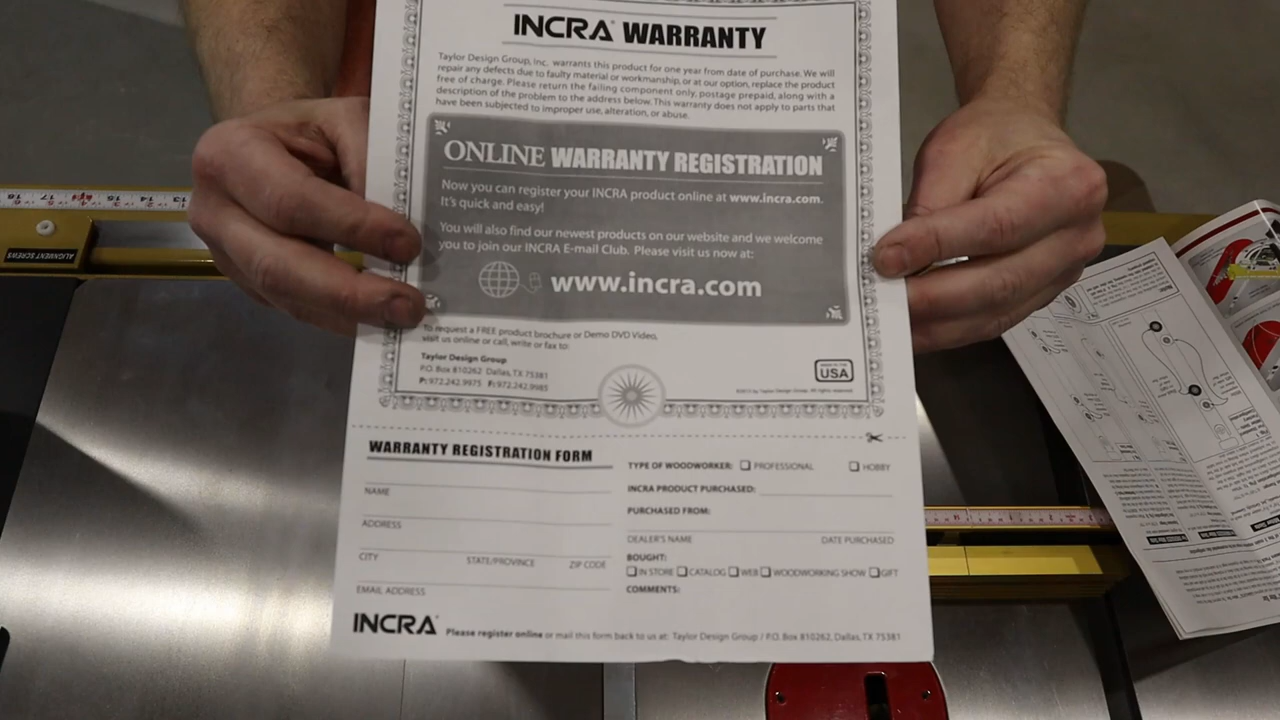 INCRA® WARRANTY
Taylor Design Group, Inc. warrants this product for one year from date of purchase. We will
repair any defects due to faulty material or workmanship, or at our option, replace the product
free of charge. Please return the failing component only, postage prepaid, along with a
description of the problem to the address below. This warranty does not apply to parts that
have been subjected to improper use, alteration, or abuse.
ONLINE WARRANTY REGISTRATION
Now you can register your INCRA product online at www.incra.com.
It's quick and easy!
You will also find our newest products on our website and we welcome
you to join our INCRA E-mail Club. Please visit us now at:
www.incra.com
To request a FREE product brochure or Demo DVD Video,
visit us online or call, write or fax to:
Taylor Design Group
P.O. Box 810262 Dallas, TX 75381
P: 972.242.9975 F: 972.242.9985
USA
WARRANTY REGISTRATION FORM
NAME
ADDRESS
CITY STATE/PROVINCE ZIP CODE
EMAIL ADDRESS
TYPE OF WOODWORKER: PROFESSIONAL HOBBY
INCRA PRODUCT PURCHASED:
PURCHASED FROM:
DEALER'S NAME DATE PURCHASED
BOUGHT:
IN STORE CATALOG WEB WOODWORKING SHOW GIFT
COMMENTS:
INCRA® Please register online or mail this form back to us at: Taylor Design Group / P.O. Box 810262, Dallas, TX 75381
ALIGNMENT SCREWS